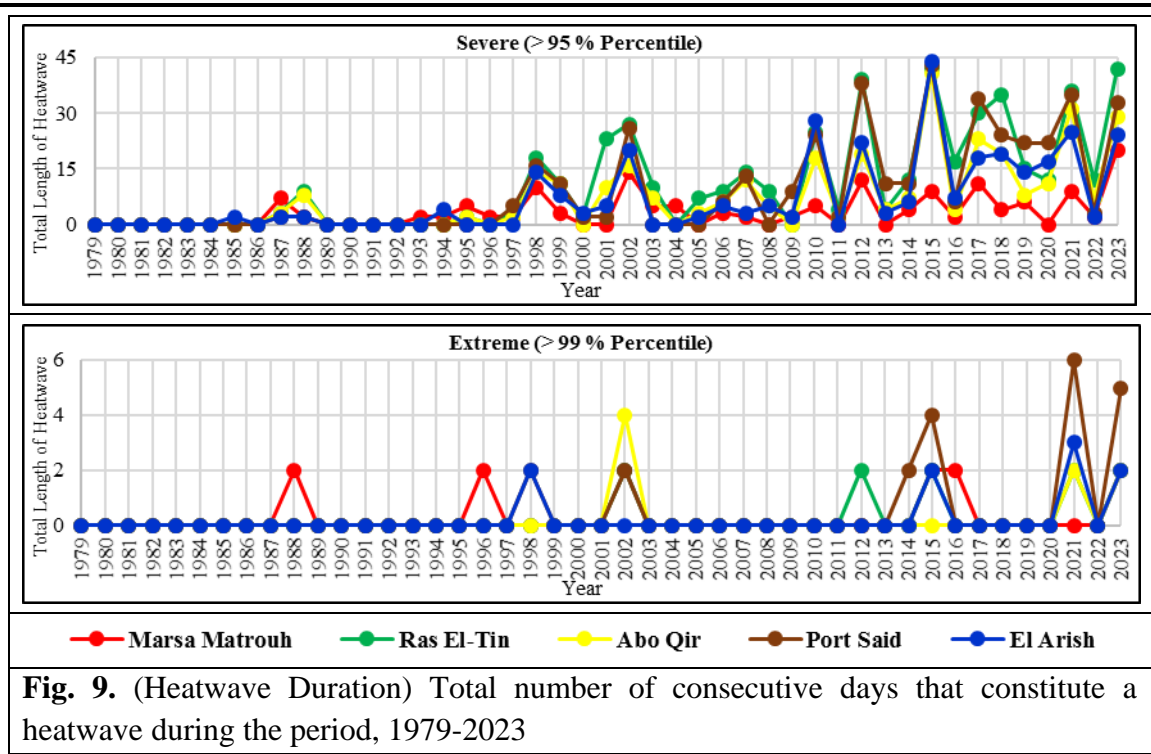 Severe (> 95 % Percentile)
Total Length of Heatwave
45
30
15
0
1979 1980 1981 1982 1983 1984 1985 1986 1987 1988 1989 1990 1991 1992 1993 1994 1995 1996 1997 1998 1999 2000 2001 2002 2003 2004 2005 2006 2007 2008 2009 2010 2011 2012 2013 2014 2015 2016 2017 2018 2019 2020 2021 2022 2023
Year
Extreme (> 99 % Percentile)
Total Length of Heatwave
6
4
2
0
1979 1980 1981 1982 1983 1984 1985 1986 1987 1988 1989 1990 1991 1992 1993 1994 1995 1996 1997 1998 1999 2000 2001 2002 2003 2004 2005 2006 2007 2008 2009 2010 2011 2012 2013 2014 2015 2016 2017 2018 2019 2020 2021 2022 2023
Year
Marsa Matrouh Ras El-Tin Abo Qir Port Said El Arish
Fig. 9. (Heatwave Duration) Total number of consecutive days that constitute a
heatwave during the period, 1979-2023